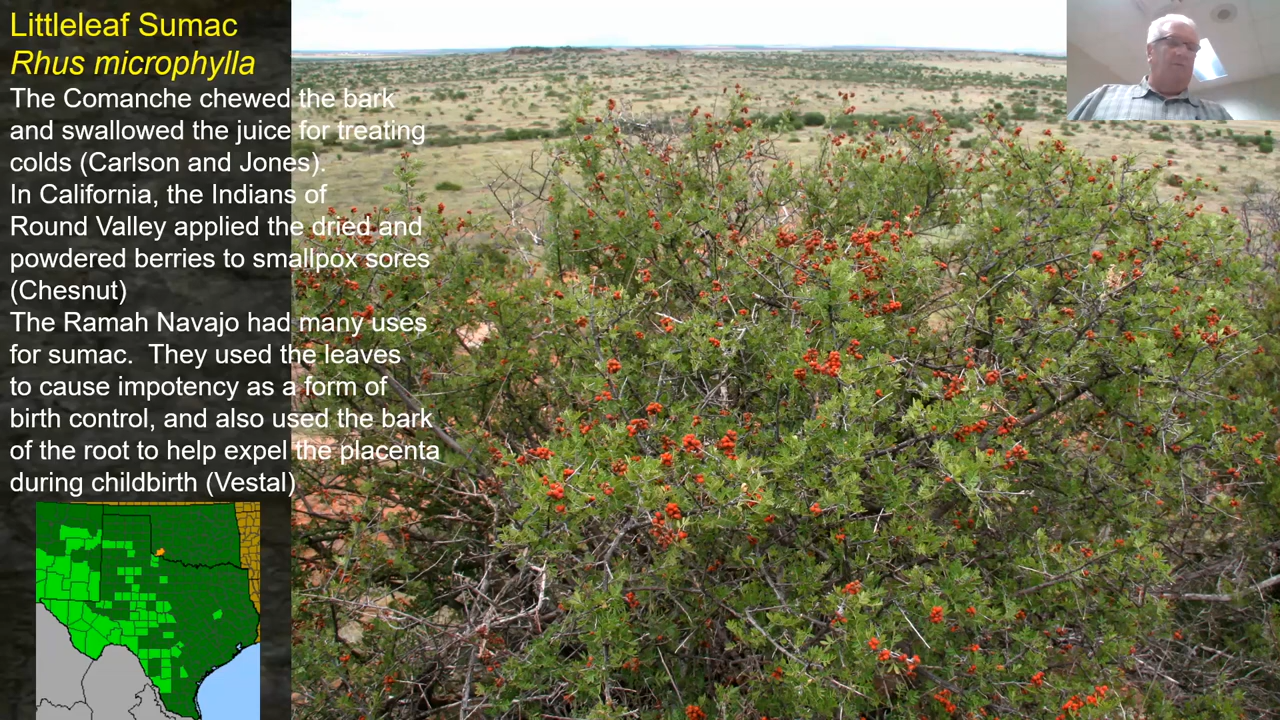 Littleleaf Sumac
Rhus microphylla
The Comanche chewed the bark
and swallowed the juice for treating
colds (Carlson and Jones).
In California, the Indians of
Round Valley applied the dried and
powdered berries to smallpox sores
(Chesnut)
The Ramah Navajo had many uses
for sumac.  They used the leaves
to cause impotency as a form of
birth control, and also used the bark
of the root to help expel the placenta
during childbirth (Vestal)